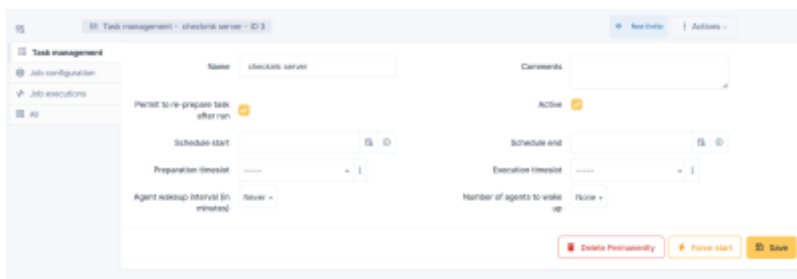 Task management - checkmk server - ID 3
Root Entity
Actions
Task management
Job configuration
Job executions
All
Name
checkmk server
Comments
Permit to re-prepare task after run
Active
Schedule start
Schedule end
Preparation timeslot
-----
Execution timeslot
-----
Agent wakeup interval (in minutes)
Never
Number of agents to wake up
None
Delete Permanently
Force start
Save